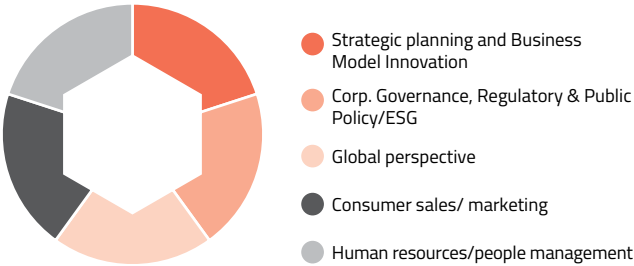 Strategic planning and Business
Model Innovation
Corp. Governance, Regulatory & Public
Policy/ESG
Global perspective
Consumer sales/ marketing
Human resources/people management